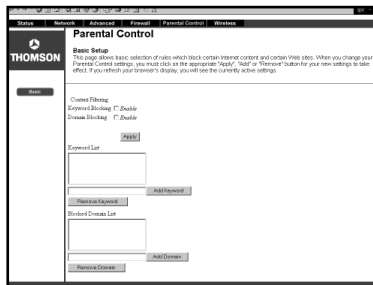 Status Network Advanced Firewall Parental Control Wireless
Parental Control
THOMSON
Basic Setup
This page allows basic selection of rules which block certain Internet content and certain Web sites. When you change your
Parental Control settings, you must click on the appropriate "Apply", "Add" or "Remove" button for your new settings to take
effect. If you refresh your browser's display, you will see the currently active settings.
Basic
Content Filtering
Keyword Blocking Enable
Domain Blocking Enable
Apply
Keyword List
Add Keyword
Remove Keyword
Blocked Domain List
Add Domain
Remove Domain